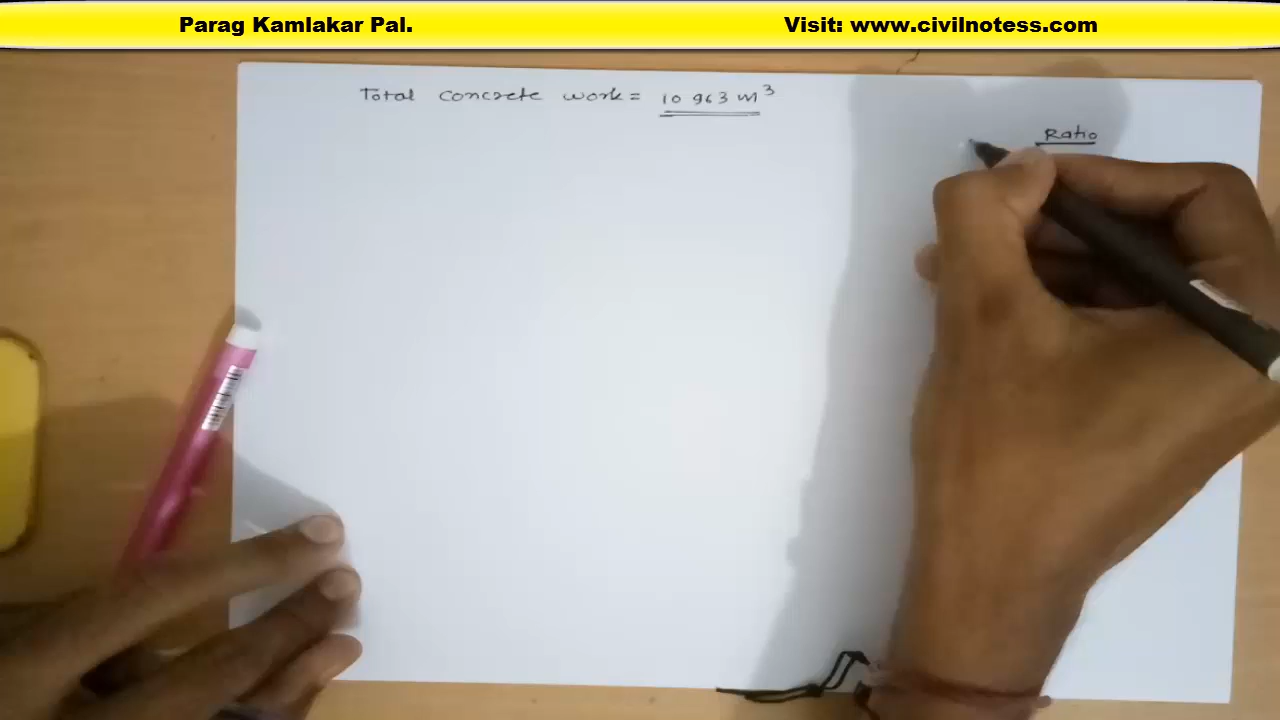 Parag Kamlakar Pal. Visit: www.civilnotess.com
Total concrete work = 10 963 m³
Ratio